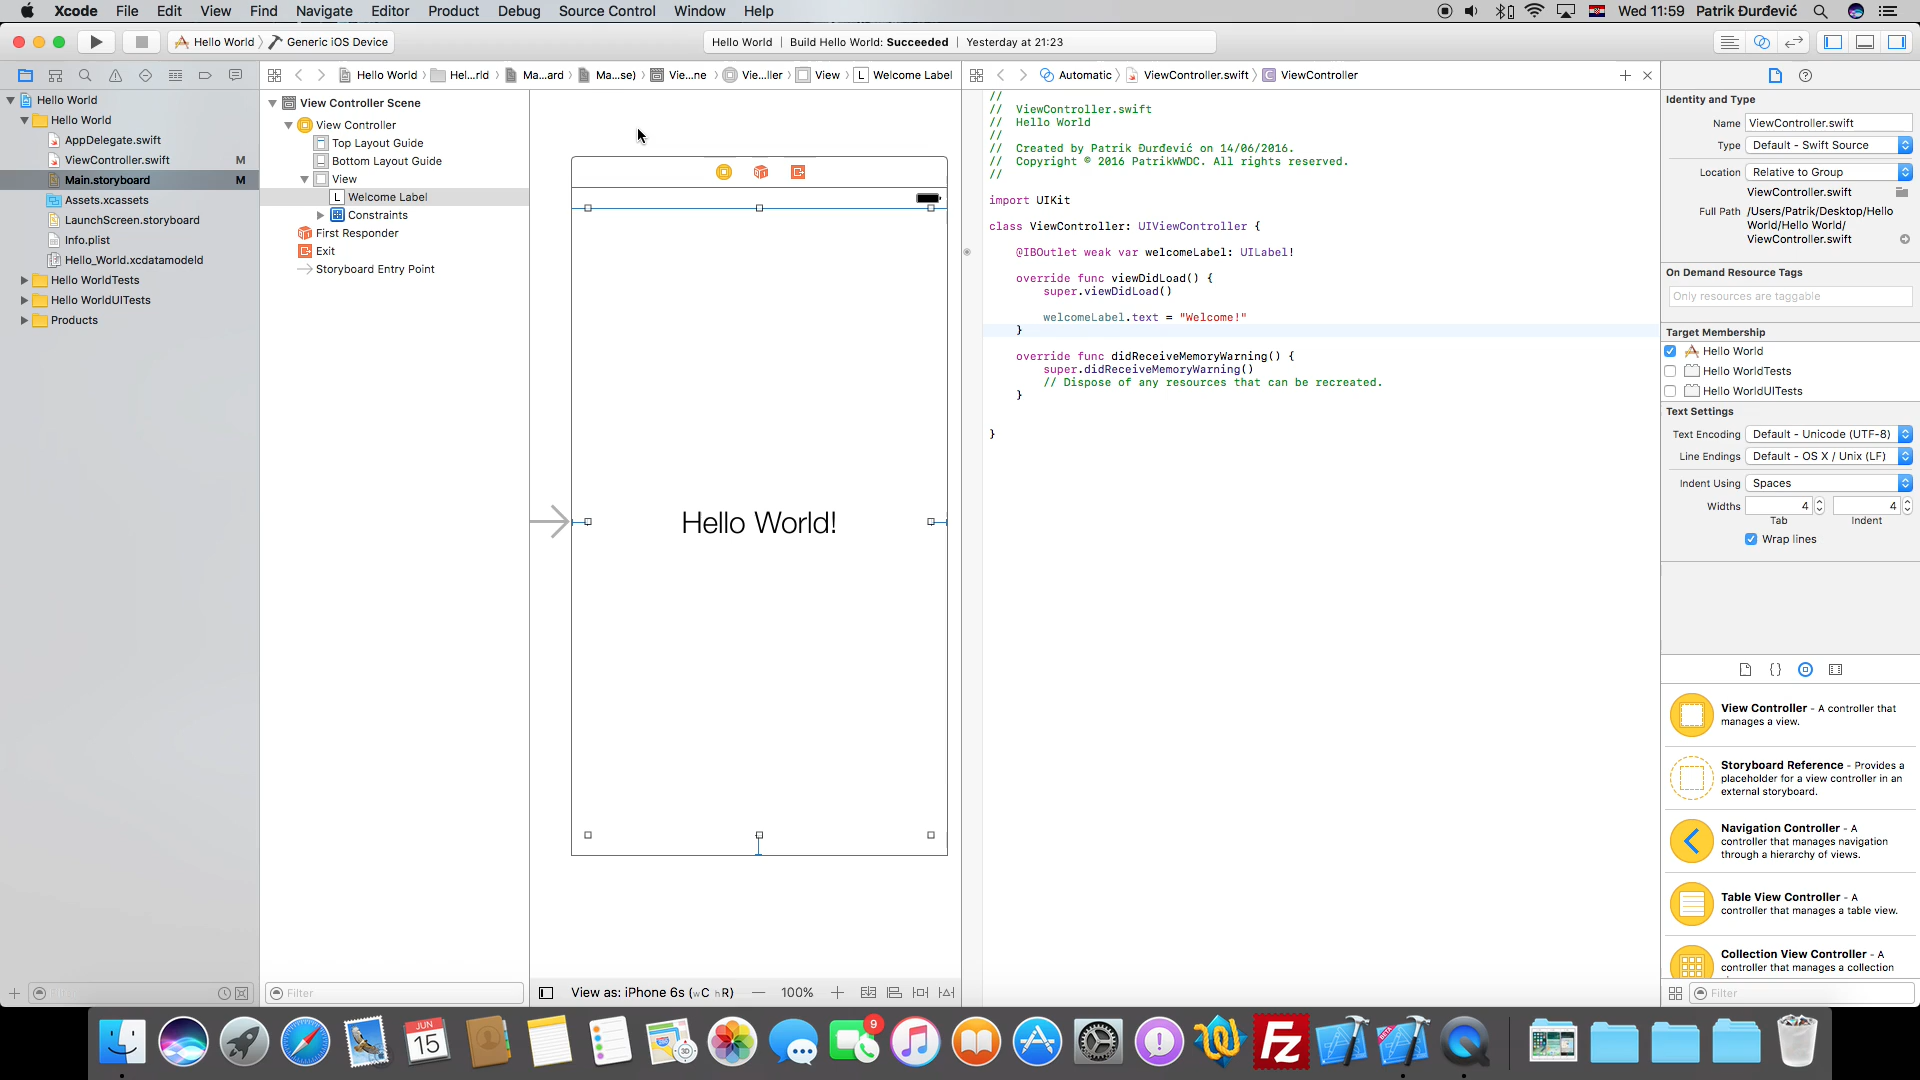 Xcode File Edit View Find Navigate Editor Product Debug Source Control Window Help Wed 11:59 Patrik Đurđević
Hello World Generic iOS Device
Hello World | Build Hello World: Succeeded | Yesterday at 21:23
Hello World Hel...rld Ma...ard Ma...se) Vie...ne Vie...ller View L Welcome Label
Automatic ViewController.swift C ViewController
Hello World
Hello World
AppDelegate.swift
ViewController.swift M
Main.storyboard M
Assets.xcassets
LaunchScreen.storyboard
Info.plist
Hello_World.xcdatamodeld
Hello WorldTests
Hello WorldUITests
Products
View Controller Scene
View Controller
Top Layout Guide
Bottom Layout Guide
View
L Welcome Label
Constraints
First Responder
Exit
Storyboard Entry Point
Filter
Hello World!
View as: iPhone 6s (wC hR) — 100% +
//
// ViewController.swift
// Hello World
//
// Created by Patrik Đurđević on 14/06/2016.
// Copyright © 2016 PatrikWWDC. All rights reserved.
//
import UIKit
class ViewController: UIViewController {
@IBOutlet weak var welcomeLabel: UILabel!
override func viewDidLoad() {
super.viewDidLoad()
welcomeLabel.text = "Welcome!"
}
override func didReceiveMemoryWarning() {
super.didReceiveMemoryWarning()
// Dispose of any resources that can be recreated.
}
}
Identity and Type
Name ViewController.swift
Type Default - Swift Source
Location Relative to Group
ViewController.swift
Full Path /Users/Patrik/Desktop/Hello
World/Hello World/
ViewController.swift
On Demand Resource Tags
Only resources are taggable
Target Membership
Hello World
Hello WorldTests
Hello WorldUITests
Text Settings
Text Encoding Default - Unicode (UTF-8)
Line Endings Default - OS X / Unix (LF)
Indent Using Spaces
Widths 4 4
Tab Indent
Wrap lines
View Controller - A controller that
manages a view.
Storyboard Reference - Provides a
placeholder for a view controller in an
external storyboard.
Navigation Controller - A
controller that manages navigation
through a hierarchy of views.
Table View Controller - A
controller that manages a table view.
Collection View Controller - A
controller that manages a collection
Filter
JUN
15
3D
9
Fz